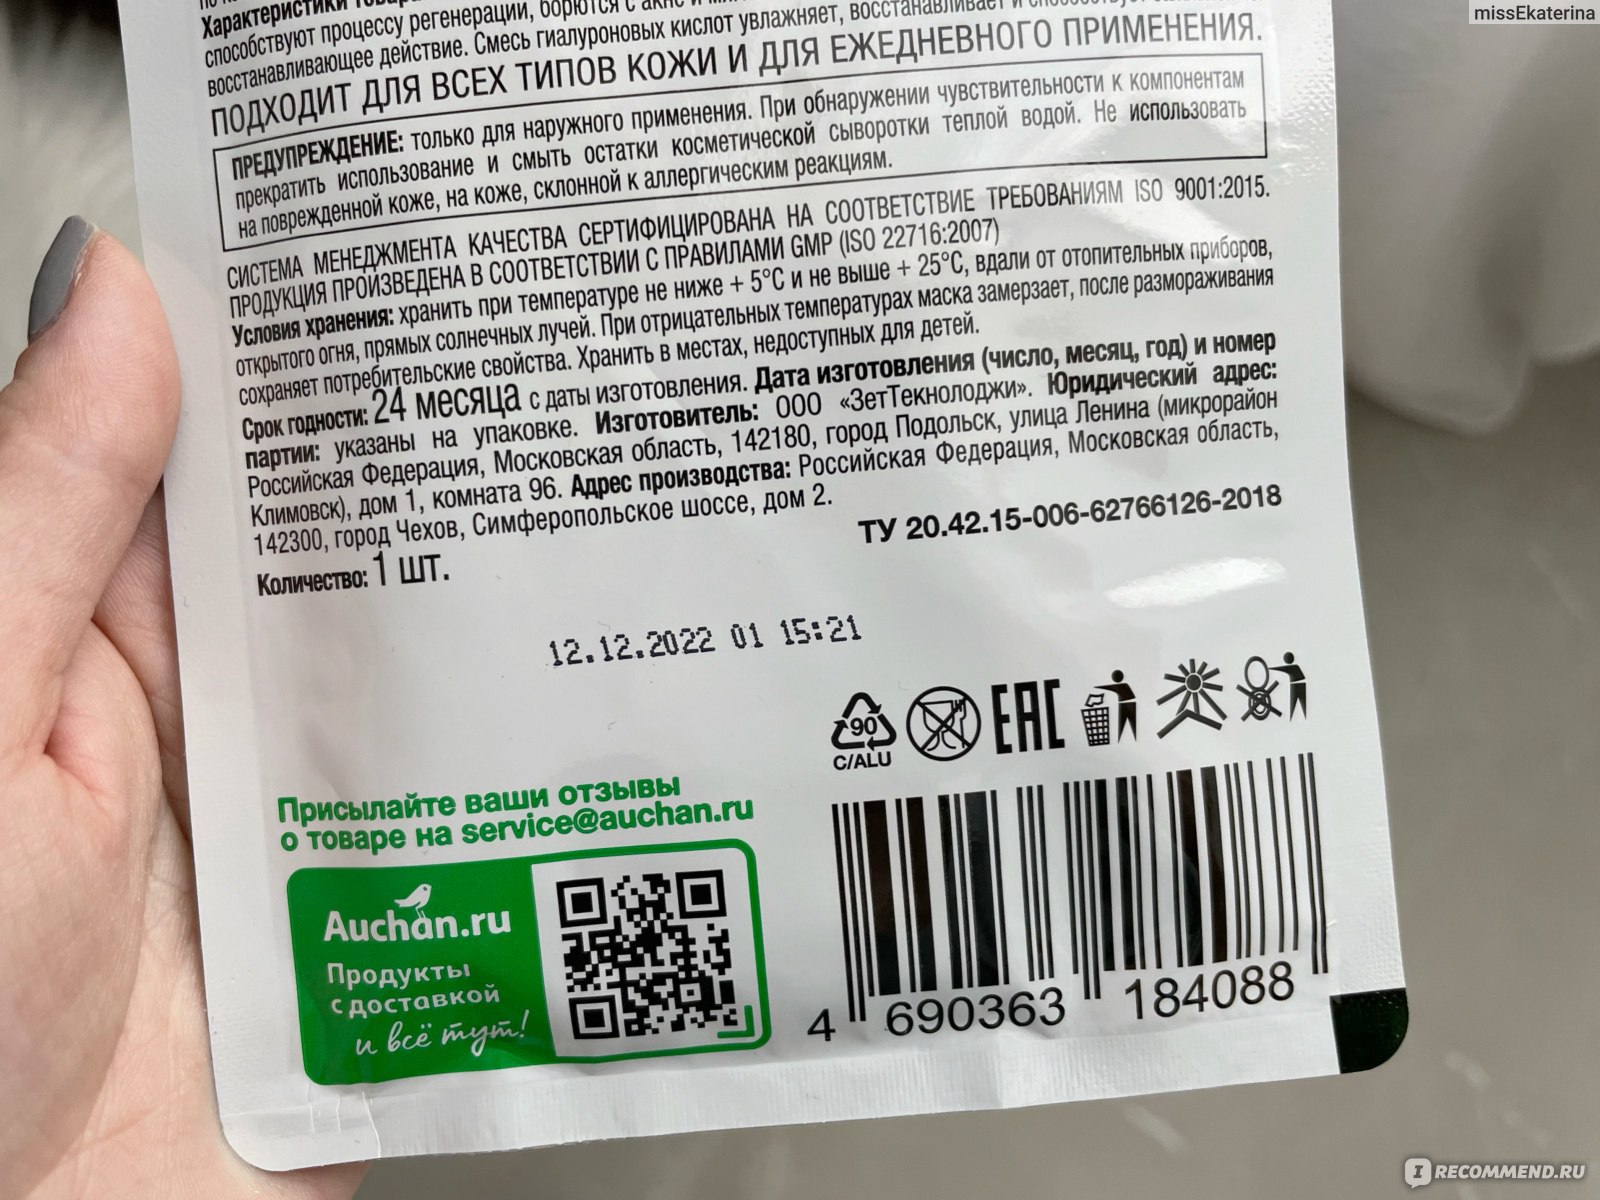 missEkaterina
Характеристики товара
способствуют процессу регенерации, борются с акне и
восстанавливающее действие. Смесь гиалуроновых кислот увлажняет, восстанавливает и способствует
ПОДХОДИТ ДЛЯ ВСЕХ ТИПОВ КОЖИ И ДЛЯ ЕЖЕДНЕВНОГО ПРИМЕНЕНИЯ.
ПРЕДУПРЕЖДЕНИЕ: только для наружного применения. При обнаружении чувствительности к компонентам
прекратить использование и смыть остатки косметической сыворотки теплой водой. Не использовать
на поврежденной коже, на коже, склонной к аллергическим реакциям.
СИСТЕМА МЕНЕДЖМЕНТА КАЧЕСТВА СЕРТИФИЦИРОВАНА НА СООТВЕТСТВИЕ ТРЕБОВАНИЯМ ISO 9001:2015.
ПРОДУКЦИЯ ПРОИЗВЕДЕНА В СООТВЕТСТВИИ С ПРАВИЛАМИ GMP (ISO 22716:2007)
Условия хранения: хранить при температуре не ниже + 5°C и не выше + 25°C, вдали от отопительных приборов,
открытого огня, прямых солнечных лучей. При отрицательных температурах маска замерзает, после размораживания
сохраняет потребительские свойства. Хранить в местах, недоступных для детей.
Срок годности: 24 месяца с даты изготовления. Дата изготовления (число, месяц, год) и номер
партии: указаны на упаковке. Изготовитель: ООО «ЗетТекнолоджи». Юридический адрес:
Российская Федерация, Московская область, 142180, город Подольск, улица Ленина (микрорайон
Климовск), дом 1, комната 96. Адрес производства: Российская Федерация, Московская область,
142300, город Чехов, Симферопольское шоссе, дом 2.
ТУ 20.42.15-006-62766126-2018
Количество: 1 шт.
12.12.2022 01 15:21
90
C/ALU
EAC
Присылайте ваши отзывы
о товаре на service@auchan.ru
Auchan.ru
Продукты
с доставкой
и всё тут!
4 690363 184088
IRECOMMEND.RU